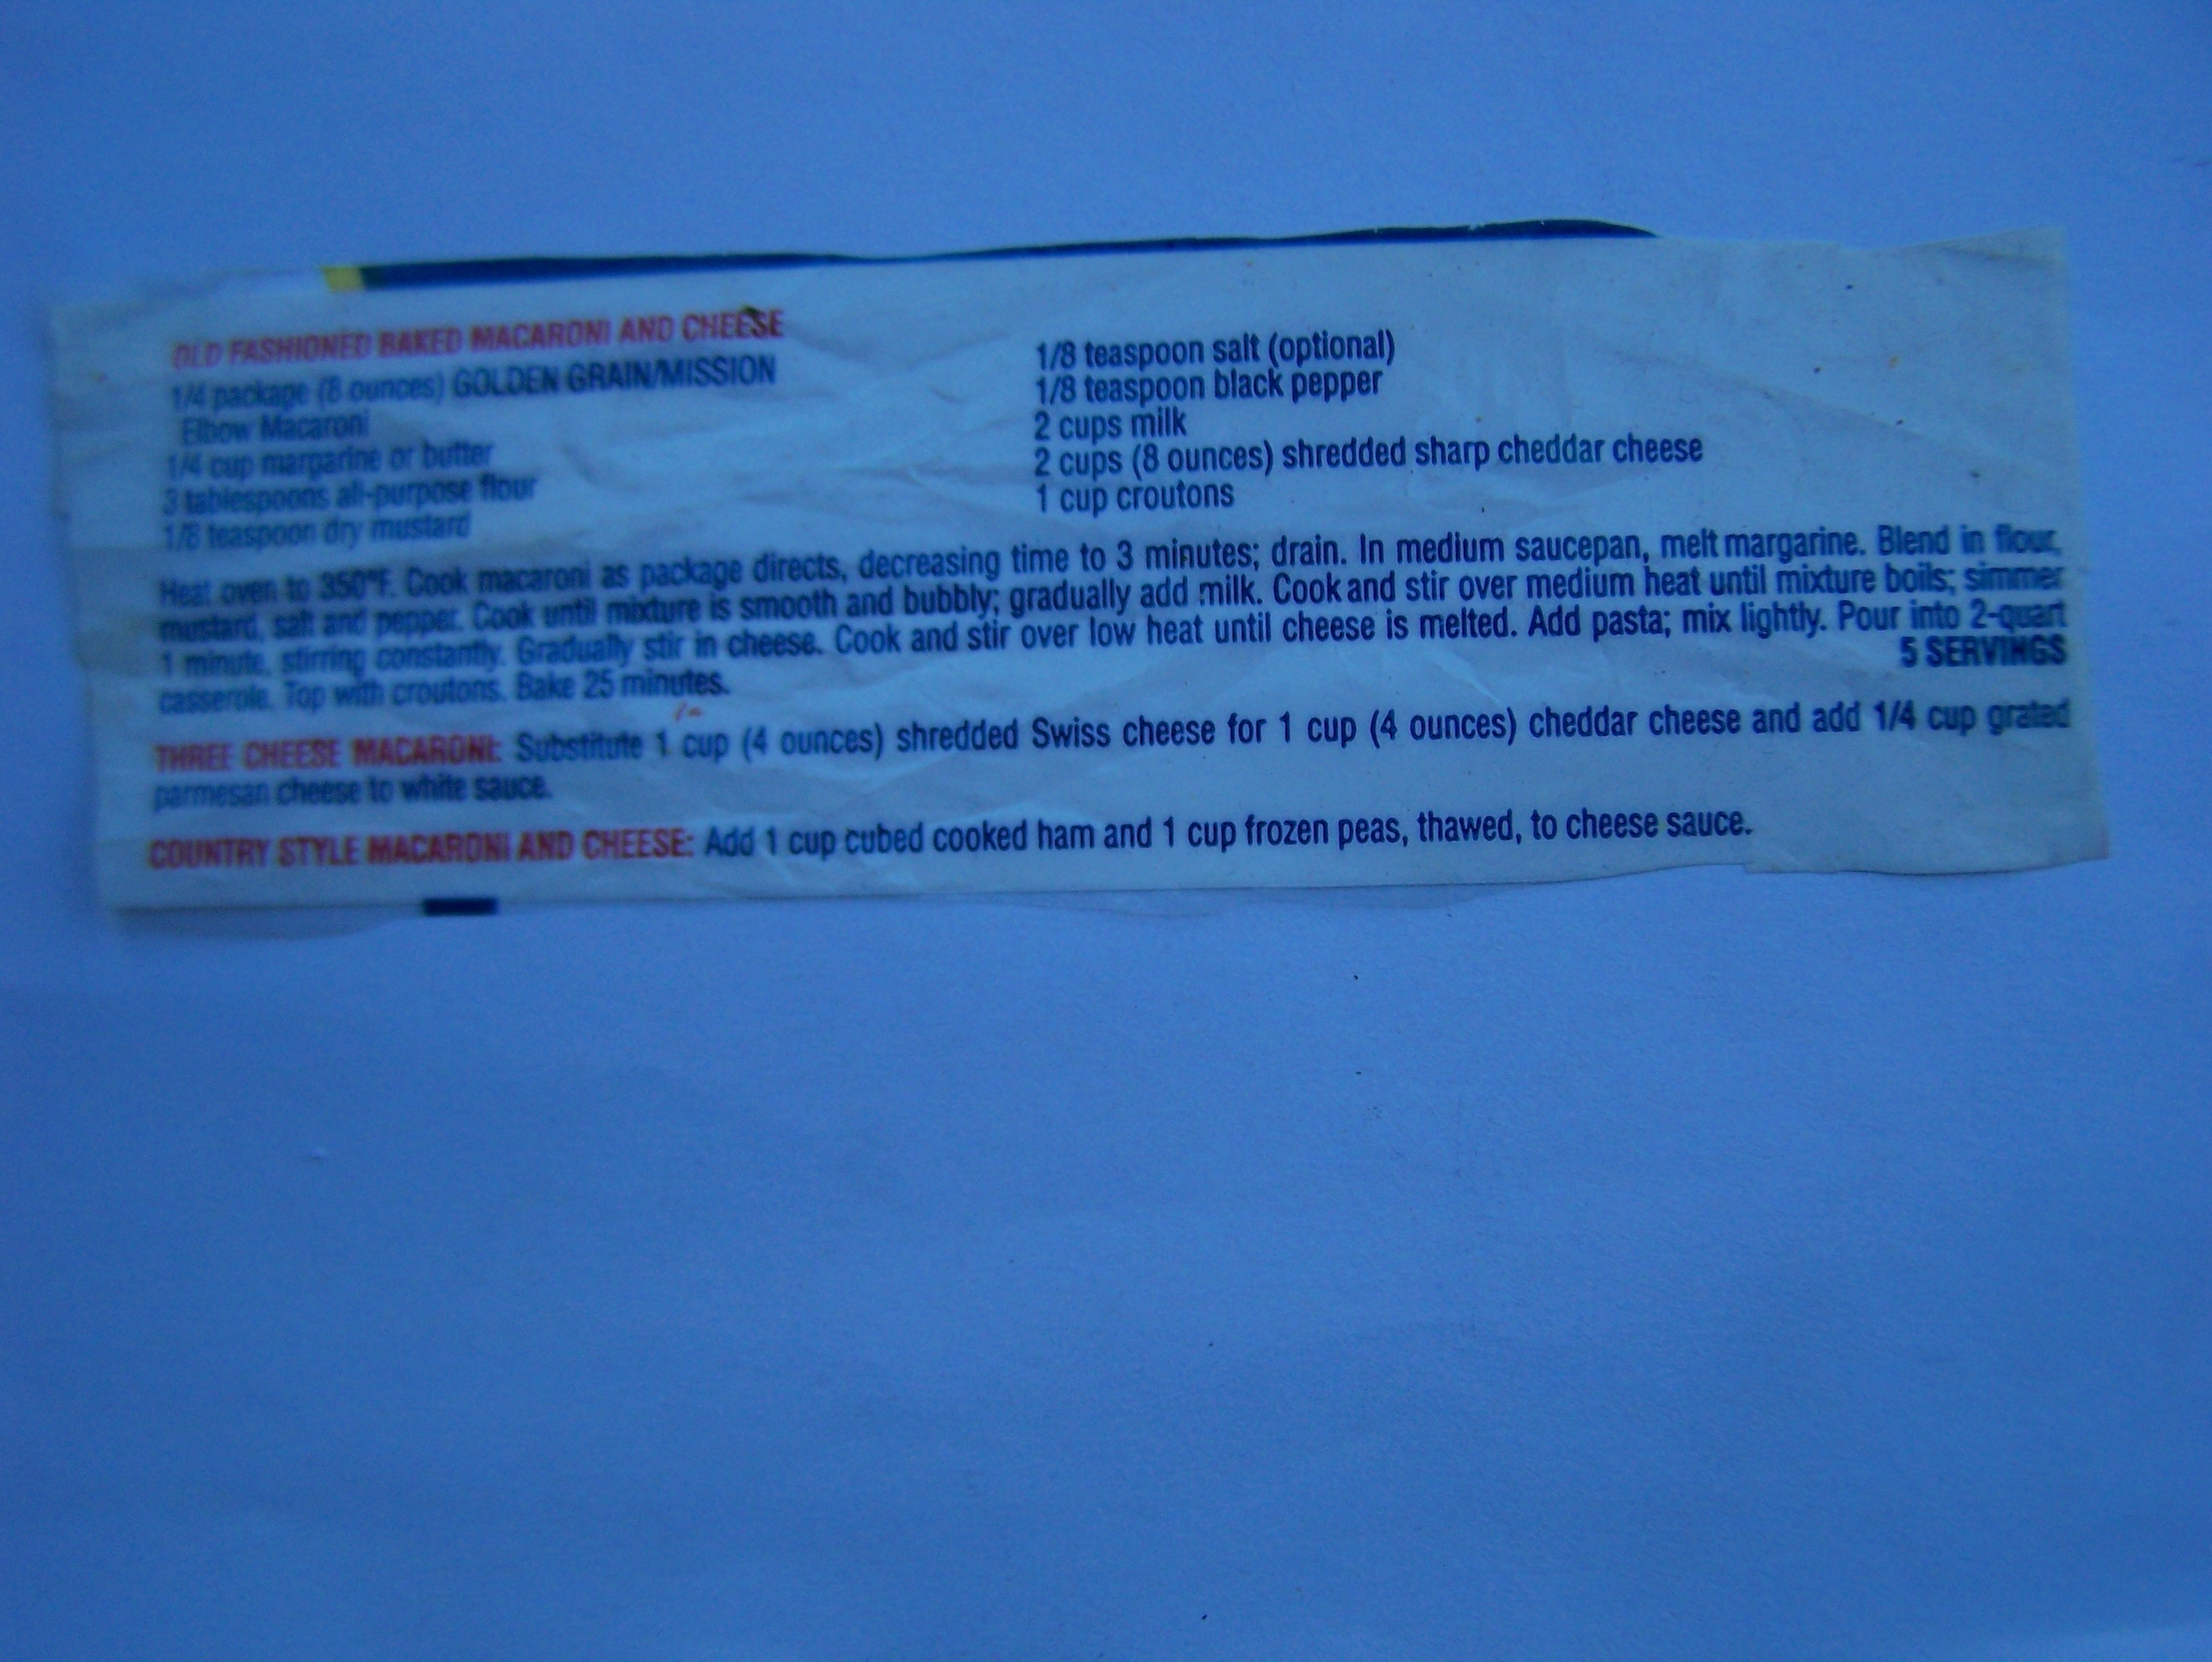 OLD FASHIONED BAKED MACARONI AND CHEESE
1/4 package (8 ounces) GOLDEN GRAIN/MISSION
Elbow Macaroni
1/4 cup margarine or butter
3 tablespoons all-purpose flour
1/8 teaspoon dry mustard
1/8 teaspoon salt (optional)
1/8 teaspoon black pepper
2 cups milk
2 cups (8 ounces) shredded sharp cheddar cheese
1 cup croutons
Heat oven to 350°F. Cook macaroni as package directs, decreasing time to 3 minutes; drain. In medium saucepan, melt margarine. Blend in flour,
mustard, salt and pepper. Cook until mixture is smooth and bubbly; gradually add milk. Cook and stir over medium heat until mixture boils; simmer
1 minute, stirring constantly. Gradually stir in cheese. Cook and stir over low heat until cheese is melted. Add pasta; mix lightly. Pour into 2-quart
casserole. Top with croutons. Bake 25 minutes.
5 SERVINGS
THREE CHEESE MACARONI: Substitute 1 cup (4 ounces) shredded Swiss cheese for 1 cup (4 ounces) cheddar cheese and add 1/4 cup grated
parmesan cheese to white sauce.
COUNTRY STYLE MACARONI AND CHEESE: Add 1 cup cubed cooked ham and 1 cup frozen peas, thawed, to cheese sauce.